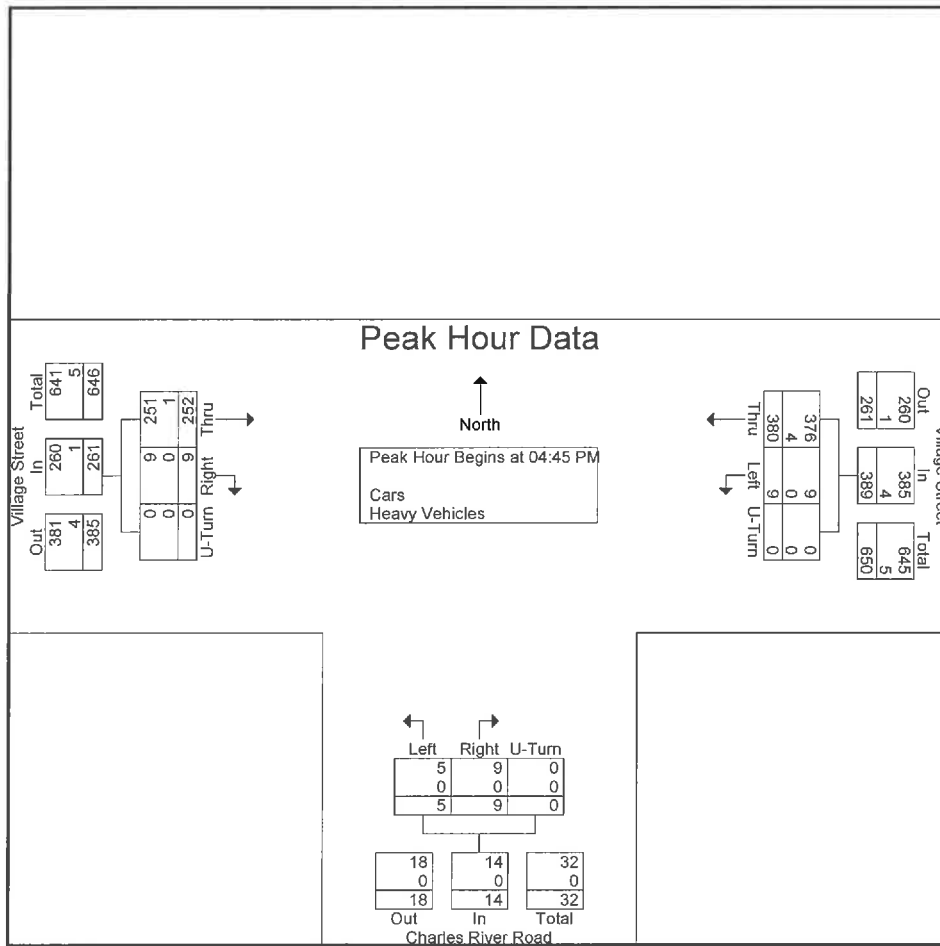 Peak Hour Data
North
Peak Hour Begins at 04:45 PM
Cars
Heavy Vehicles
Village Street
Total
641
5
646
In
260
1
261
Out
381
4
385
Thru
251
1
252
Right
9
0
9
U-Turn
0
0
0
Thru
376
4
380
Left
9
0
9
U-Turn
0
0
0
Out
260
1
261
In
385
4
389
Total
645
5
650
Village Street
Left Right U-Turn
5 9 0
0 0 0
5 9 0
18 14 32
0 0 0
18 14 32
Out In Total
Charles River Road